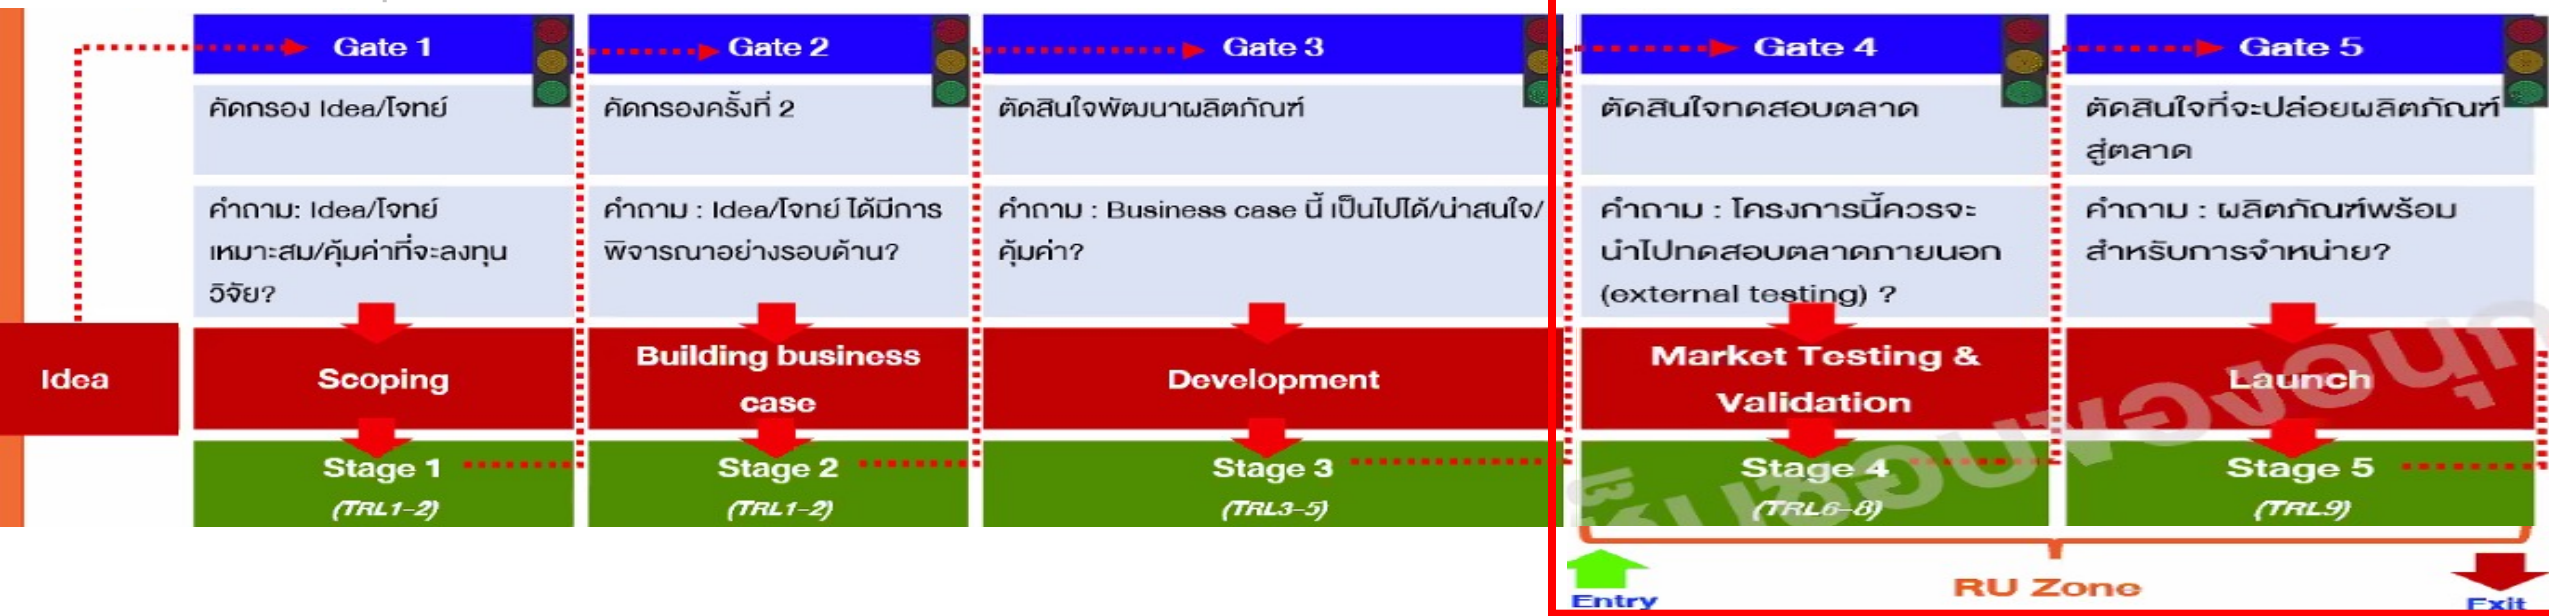 Gate 1
Gate 2
Gate 3
Gate 4
Gate 5
คัดกรอง Idea/โจทย์
คัดกรองครั้งที่ 2
ตัดสินใจพัฒนาผลิตภัณฑ์
ตัดสินใจทดสอบตลาด
ตัดสินใจที่จะปล่อยผลิตภัณฑ์
สู่ตลาด
คำถาม: Idea/โจทย์
เหมาะสม/คุ้มค่าที่จะลงทุน
วิจัย?
คำถาม : Idea/โจทย์ ได้มีการ
พิจารณาอย่างรอบด้าน?
คำถาม : Business case นี้ เป็นไปได้/น่าสนใจ/
คุ้มค่า?
คำถาม : โครงการนี้ควรจะ
นำไปทดสอบตลาดภายนอก
(external testing) ?
คำถาม : ผลิตภัณฑ์พร้อม
สำหรับการจำหน่าย?
Idea
Scoping
Building business
case
Development
Market Testing &
Validation
Launch
Stage 1
(TRL1-2)
Stage 2
(TRL1-2)
Stage 3
(TRL3-5)
Stage 4
(TRL6-8)
Stage 5
(TRL9)
Entry
RU Zone
Exit